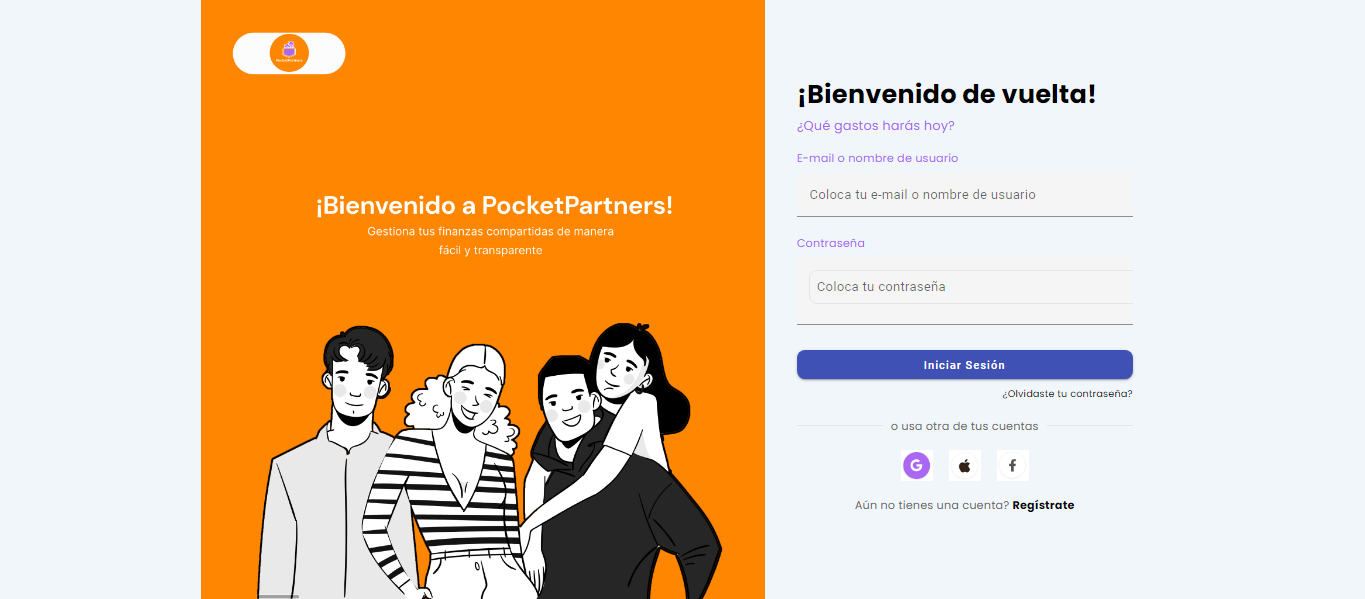 PocketPartners
¡Bienvenido a PocketPartners!
Gestiona tus finanzas compartidas de manera
fácil y transparente
¡Bienvenido de vuelta!
¿Qué gastos harás hoy?
E-mail o nombre de usuario
Coloca tu e-mail o nombre de usuario
Contraseña
Coloca tu contraseña
Iniciar Sesión
¿Olvidaste tu contraseña?
o usa otra de tus cuentas
Aún no tienes una cuenta? Regístrate